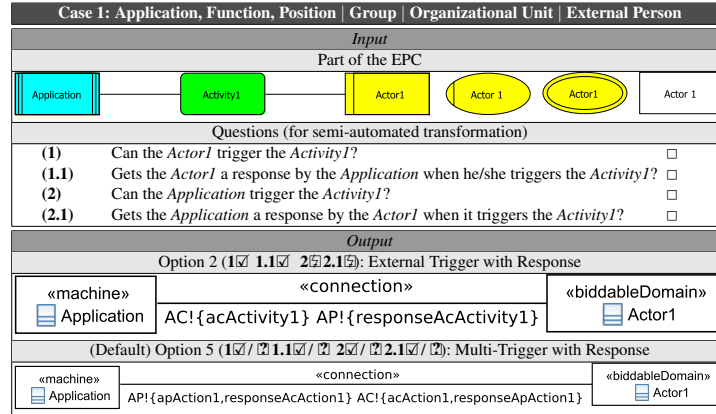 Case 1: Application, Function, Position | Group | Organizational Unit | External Person
Input
Part of the EPC
Application Activity1 Actor1 Actor 1 Actor1 Actor 1
Questions (for semi-automated transformation)
(1) Can the Actor1 trigger the Activity1? ☐
(1.1) Gets the Actor1 a response by the Application when he/she triggers the Activity1? ☐
(2) Can the Application trigger the Activity1? ☐
(2.1) Gets the Application a response by the Actor1 when it triggers the Activity1? ☐
Output
Option 2 (1☑ 1.1☑ 2☒ 2.1☒): External Trigger with Response
«machine» «connection» «biddableDomain»
Application AC!{acActivity1} AP!{responseAcActivity1} Actor1
(Default) Option 5 (1☑/ ⍰ 1.1☑/ ⍰ 2☑/ ⍰ 2.1☑/ ⍰): Multi-Trigger with Response
«machine» «connection» «biddableDomain»
Application AP!{apAction1,responseAcAction1} AC!{acAction1,responseApAction1} Actor1